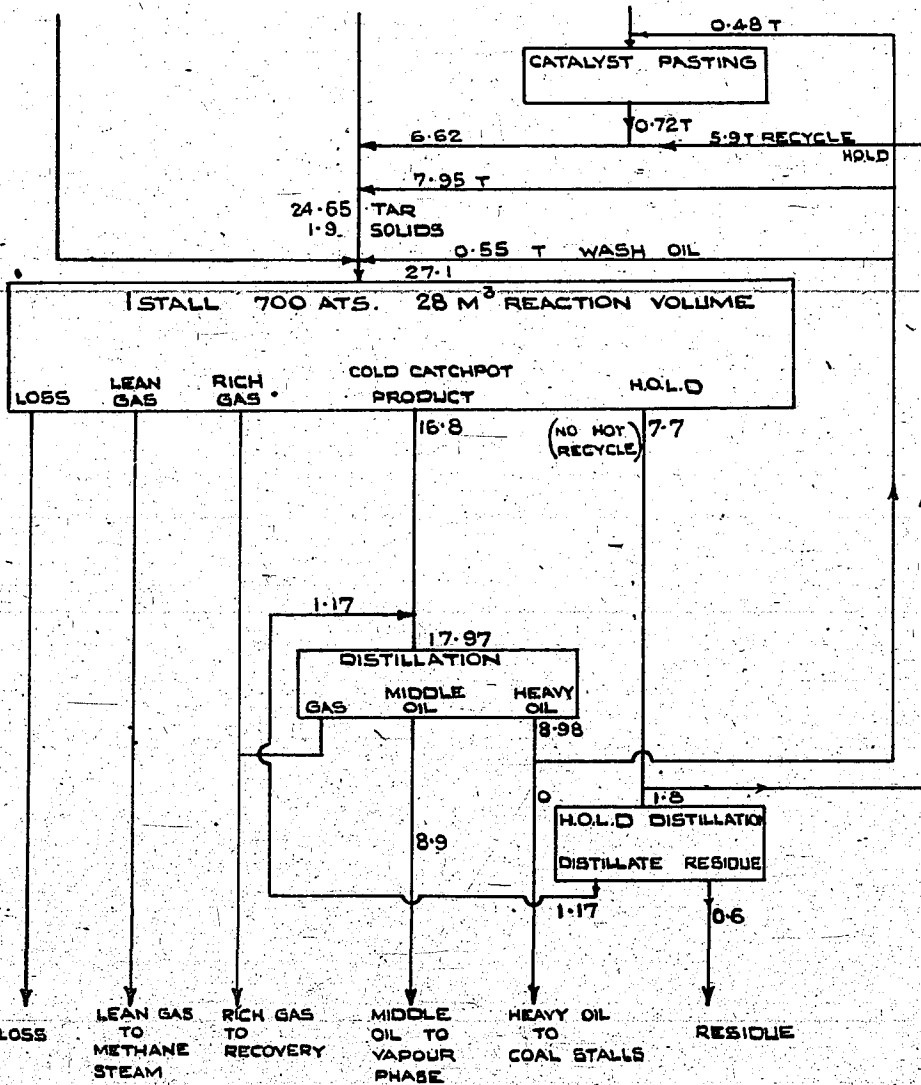 0.48 T
CATALYST PASTING
0.72T
6.62
5.9T RECYCLE
H.O.L.D
7.95 T
24.65 TAR
1.9 SOLIDS
0.55 T WASH OIL
27.1
1 STALL 700 ATS. 28 M³ REACTION VOLUME
LOSS
LEAN
GAS
RICH
GAS
COLD CATCHPOT
PRODUCT
H.O.L.D
16.8
(NO HOT
RECYCLE)
7.7
1.17
17.97
DISTILLATION
GAS
MIDDLE
OIL
HEAVY
OIL
8.98
0
1.8
H.O.L.D DISTILLATION
DISTILLATE RESIDUE
8.9
1.17
0.6
LOSS
LEAN GAS
TO
METHANE
STEAM
RICH GAS
TO
RECOVERY
MIDDLE
OIL TO
VAPOUR
PHASE
HEAVY OIL
TO
COAL STALLS
RESIDUE